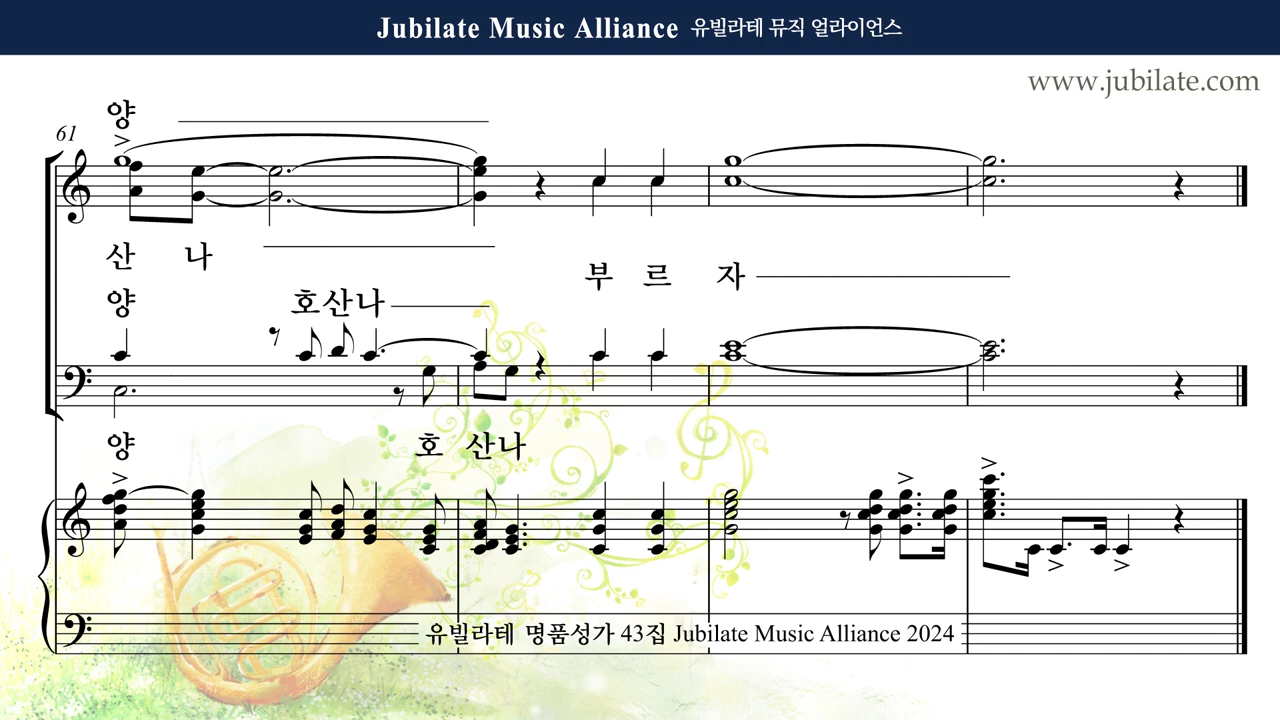 Jubilate Music Alliance 유빌라테 뮤직 얼라이언스
www.jubilate.com
양
61
산 나
부 르 자
양 호산나
양 호 산나
유빌라테 명품성가 43집 Jubilate Music Alliance 2024